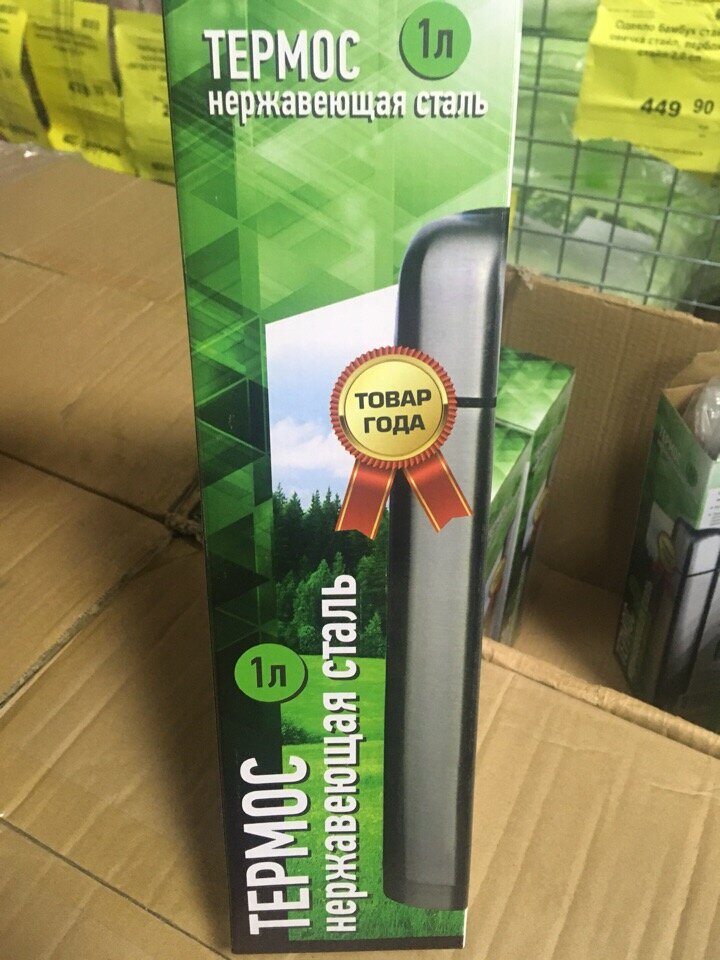 ТЕРМОС
1л
нержавеющая сталь
449 90
ТОВАР
ГОДА
1л
ТЕРМОС
нержавеющая сталь